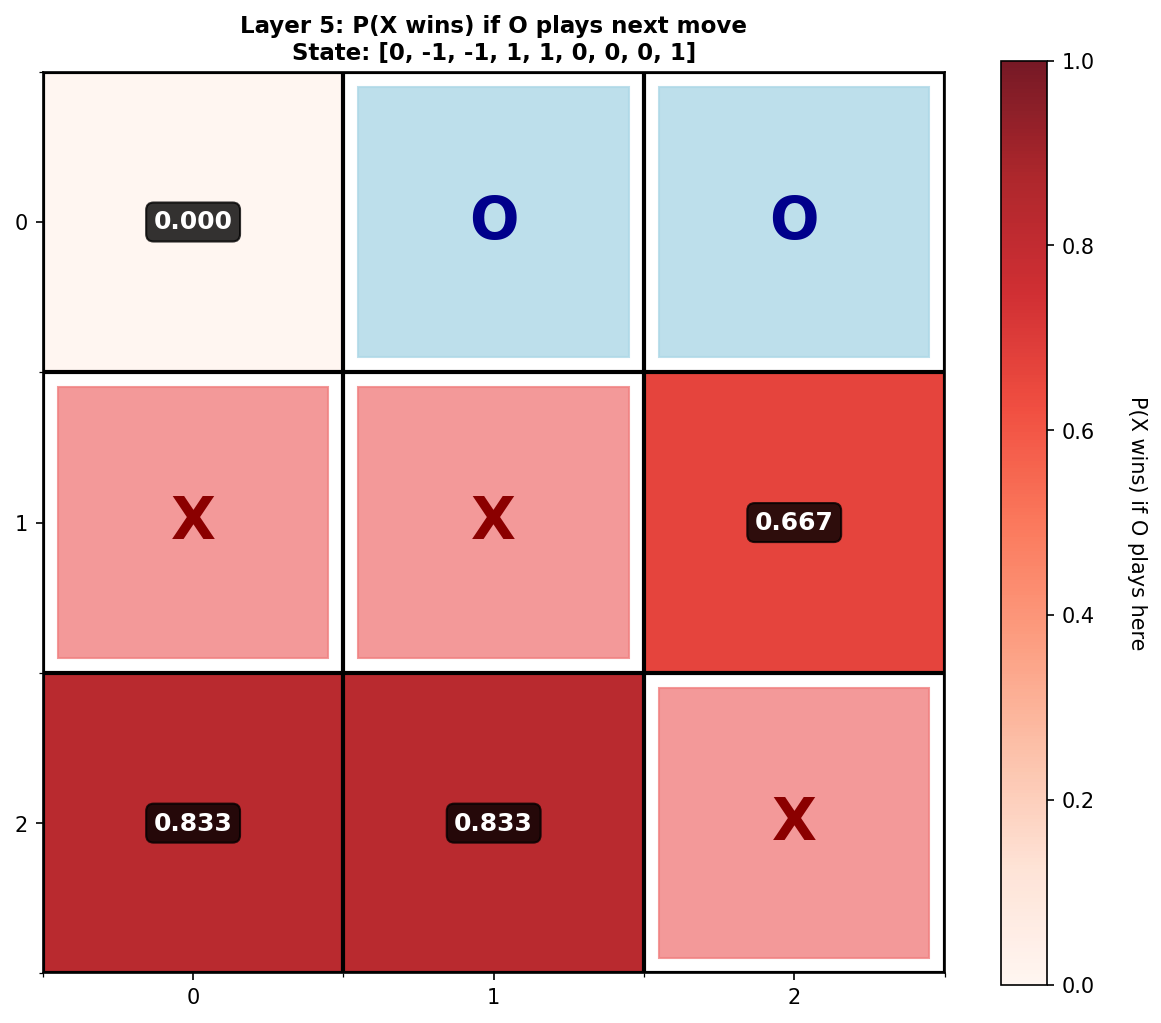 Layer 5: P(X wins) if O plays next move
State: [0, -1, -1, 1, 1, 0, 0, 0, 1]
0
0.000
O
O
1
X
X
0.667
2
0.833
0.833
X
0
1
2
1.0
0.8
0.6
0.4
0.2
0.0
P(X wins) if O plays here